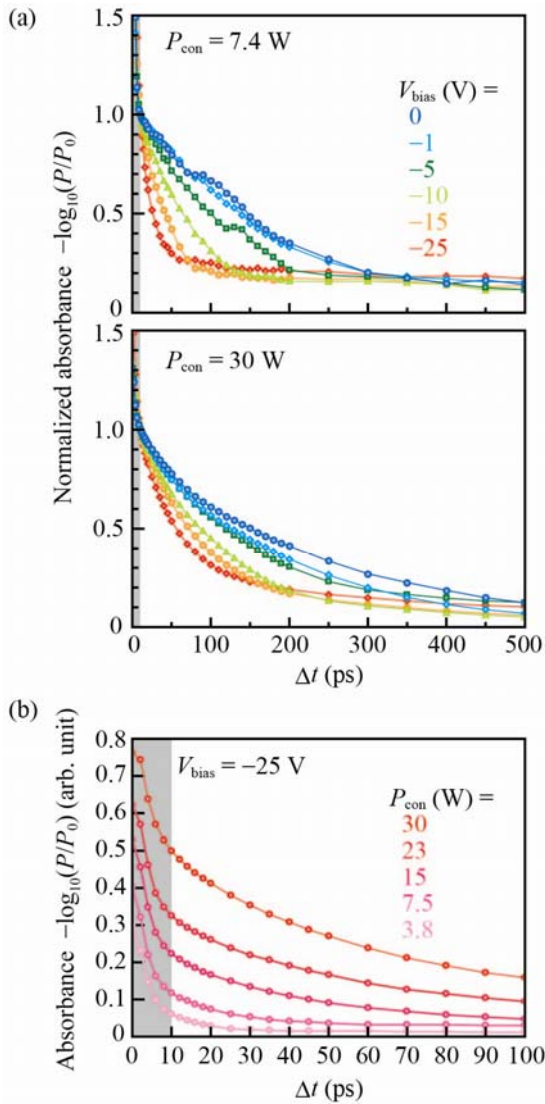 (a)
1.5
P_con = 7.4 W
V_bias (V) =
0
−1
−5
−10
−15
−25
1.0
0.5
0
Normalized absorbance −log₁₀(P/P₀)
1.5
P_con = 30 W
1.0
0.5
0
0 100 200 300 400 500
Δt (ps)
(b)
0.8
0.7
0.6
0.5
0.4
0.3
0.2
0.1
0
Absorbance −log₁₀(P/P₀) (arb. unit)
V_bias = −25 V
P_con (W) =
30
23
15
7.5
3.8
0 10 20 30 40 50 60 70 80 90 100
Δt (ps)